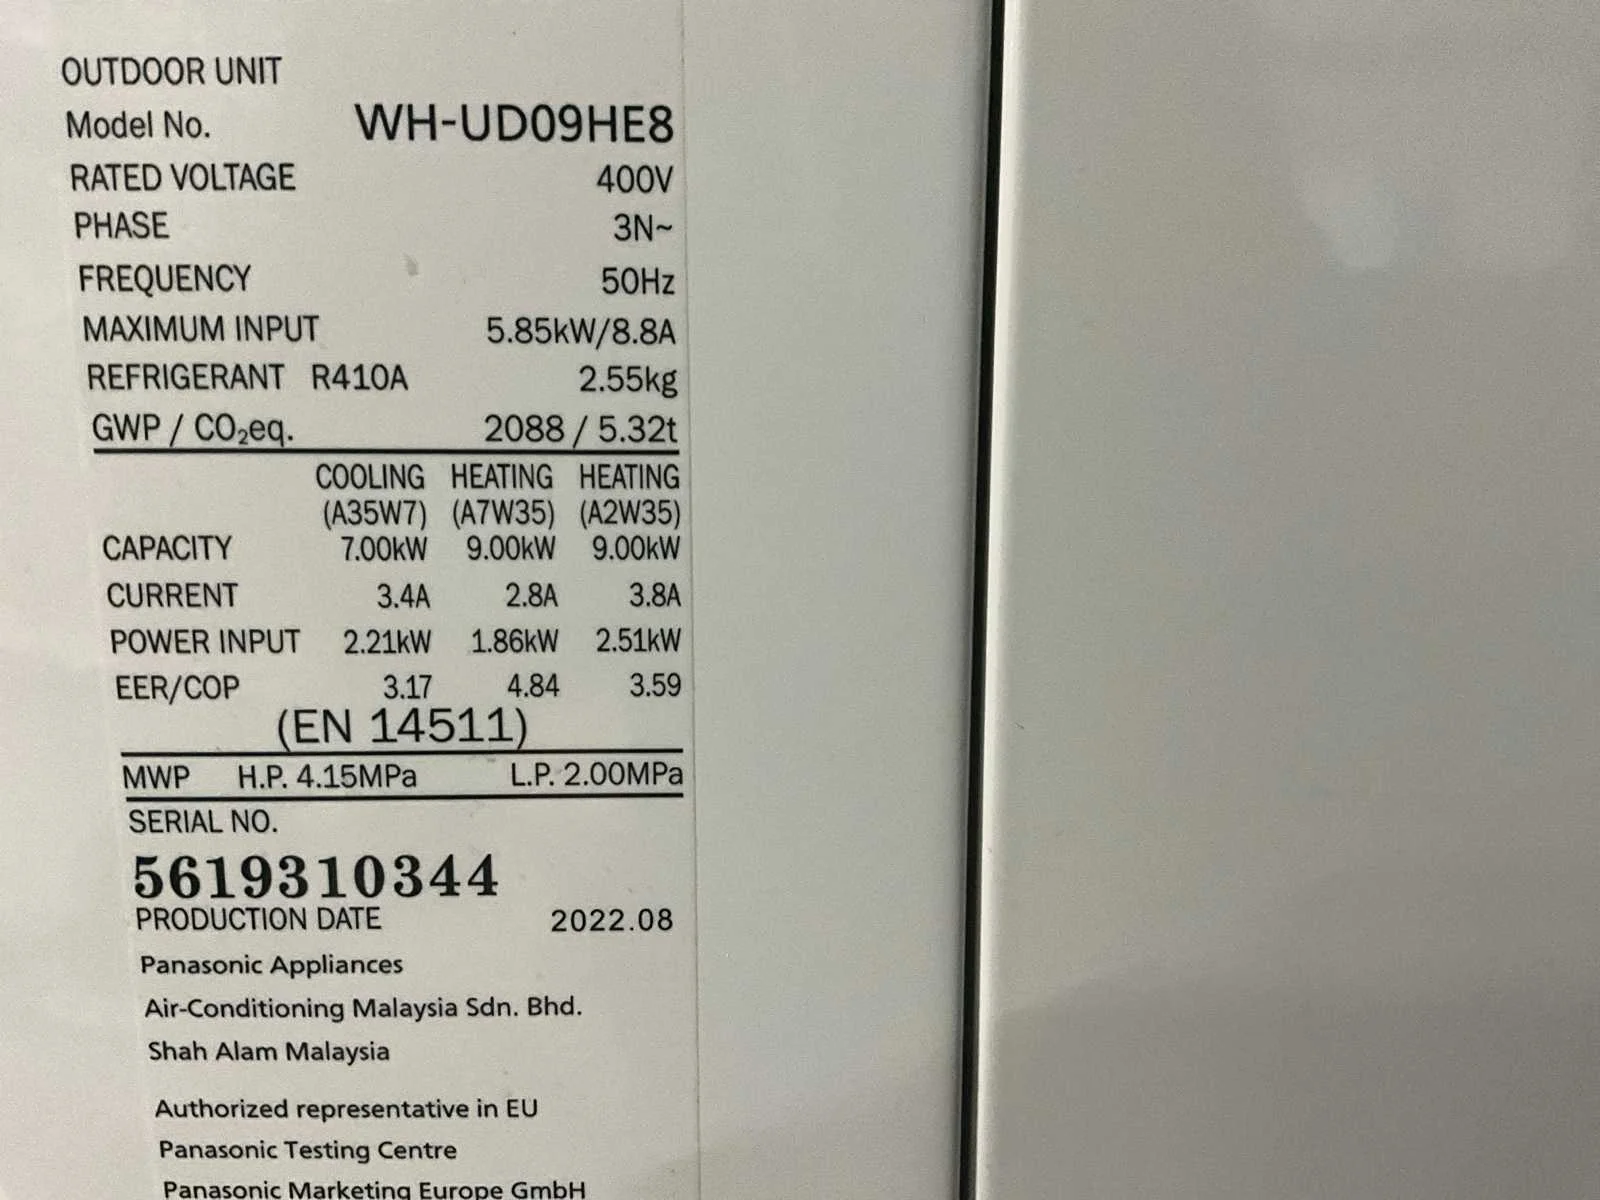 OUTDOOR UNIT
Model No. WH-UD09HE8
RATED VOLTAGE 400V
PHASE 3N~
FREQUENCY 50Hz
MAXIMUM INPUT 5.85kW/8.8A
REFRIGERANT R410A 2.55kg
GWP / CO₂eq. 2088 / 5.32t
COOLING HEATING HEATING
(A35W7) (A7W35) (A2W35)
CAPACITY 7.00kW 9.00kW 9.00kW
CURRENT 3.4A 2.8A 3.8A
POWER INPUT 2.21kW 1.86kW 2.51kW
EER/COP 3.17 4.84 3.59
(EN 14511)
MWP H.P. 4.15MPa L.P. 2.00MPa
SERIAL NO.
5619310344
PRODUCTION DATE 2022.08
Panasonic Appliances
Air-Conditioning Malaysia Sdn. Bhd.
Shah Alam Malaysia
Authorized representative in EU
Panasonic Testing Centre
Panasonic Marketing Europe GmbH